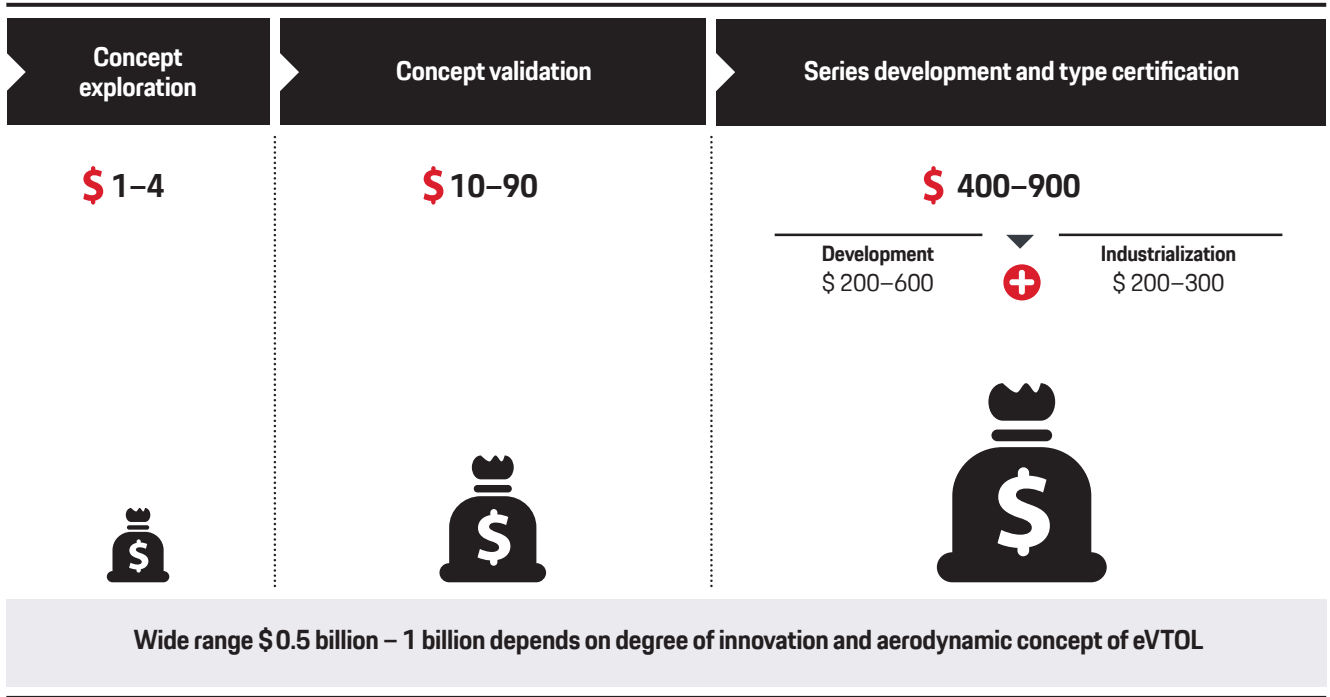 Concept
exploration
Concept validation
Series development and type certification
$ 1–4
$ 10–90
$ 400–900
Development
$ 200–600
Industrialization
$ 200–300
$
$
$
Wide range $ 0.5 billion – 1 billion depends on degree of innovation and aerodynamic concept of eVTOL